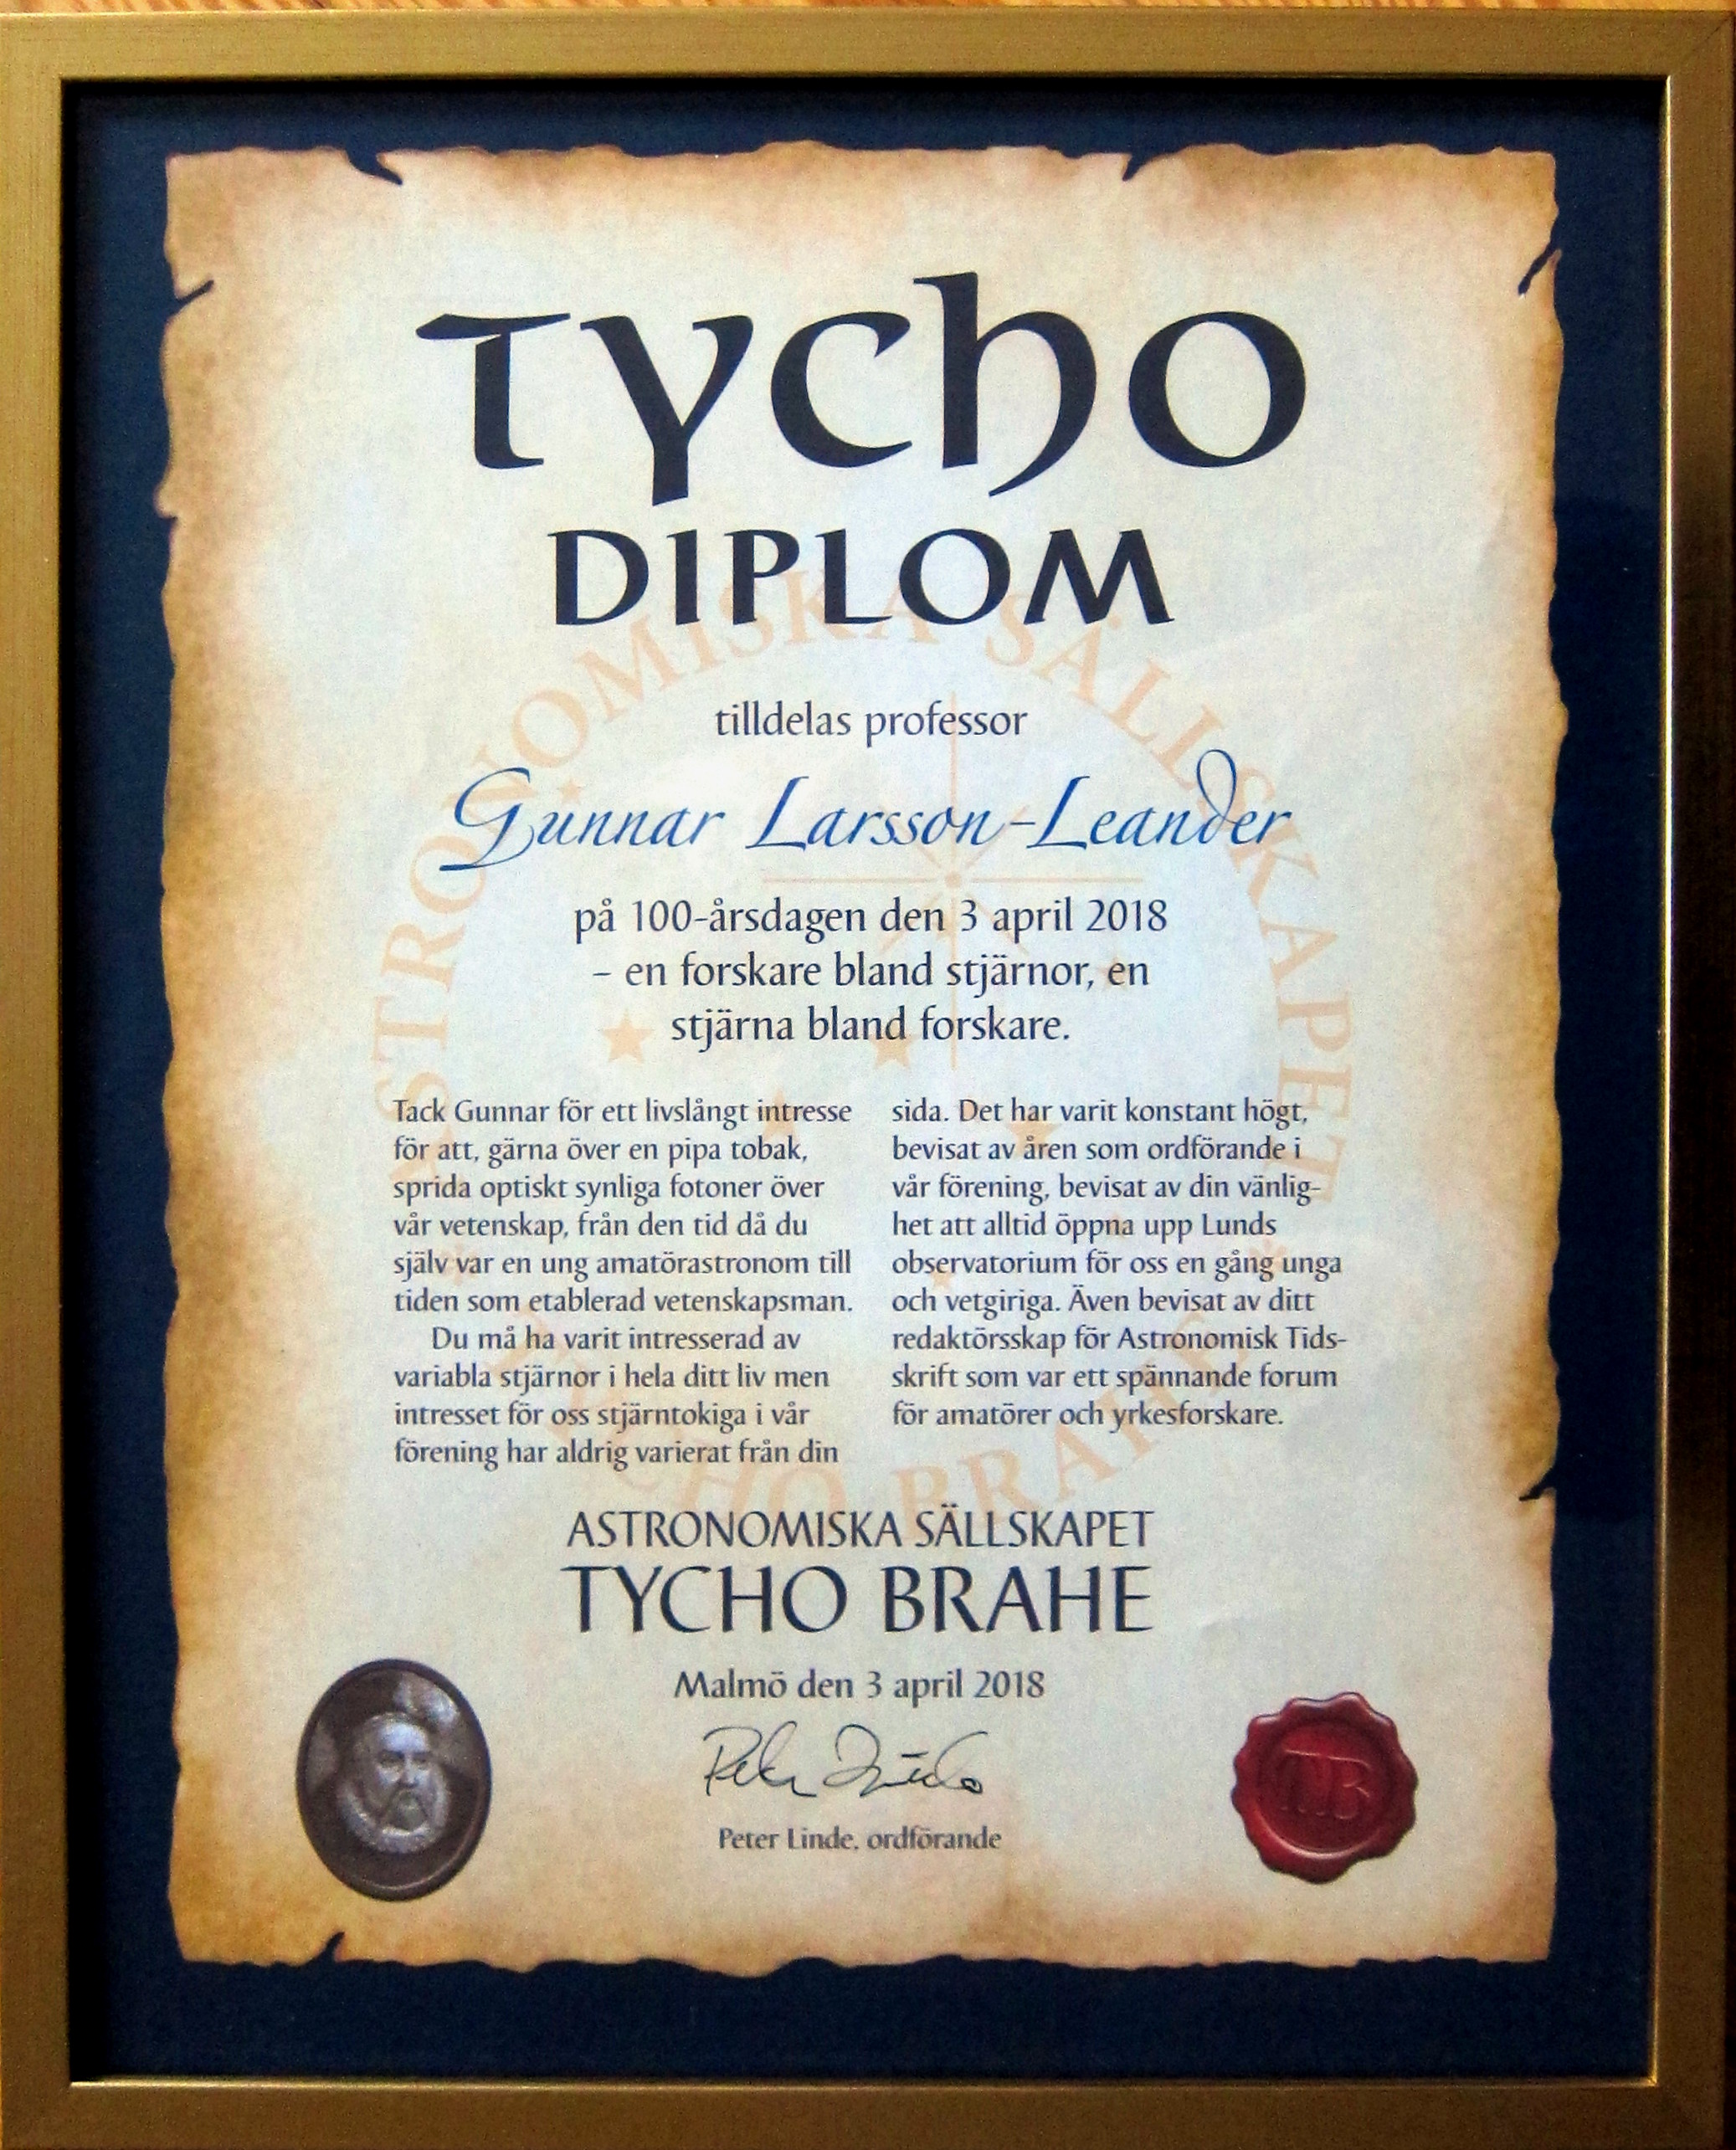 TYCHO
DIPLOM
tilldelas professor
Gunnar Larsson-Leander
på 100-årsdagen den 3 april 2018
– en forskare bland stjärnor, en
stjärna bland forskare.
Tack Gunnar för ett livslångt intresse
för att, gärna över en pipa tobak,
sprida optiskt synliga fotoner över
vår vetenskap, från den tid då du
själv var en ung amatörastronom till
tiden som etablerad vetenskapsman.
Du må ha varit intresserad av
variabla stjärnor i hela ditt liv men
intresset för oss stjärntokiga i vår
förening har aldrig varierat från din
sida. Det har varit konstant högt,
bevisat av åren som ordförande i
vår förening, bevisat av din vänlig-
het att alltid öppna upp Lunds
observatorium för oss en gång unga
och vetgiriga. Även bevisat av ditt
redaktörsskap för Astronomisk Tids-
skrift som var ett spännande forum
för amatörer och yrkesforskare.
ASTRONOMISKA SÄLLSKAPET
TYCHO BRAHE
Malmö den 3 april 2018
Peter Linde, ordförande
ASTRONOMISKA SÄLLSKAPET
TYCHO BRAHE